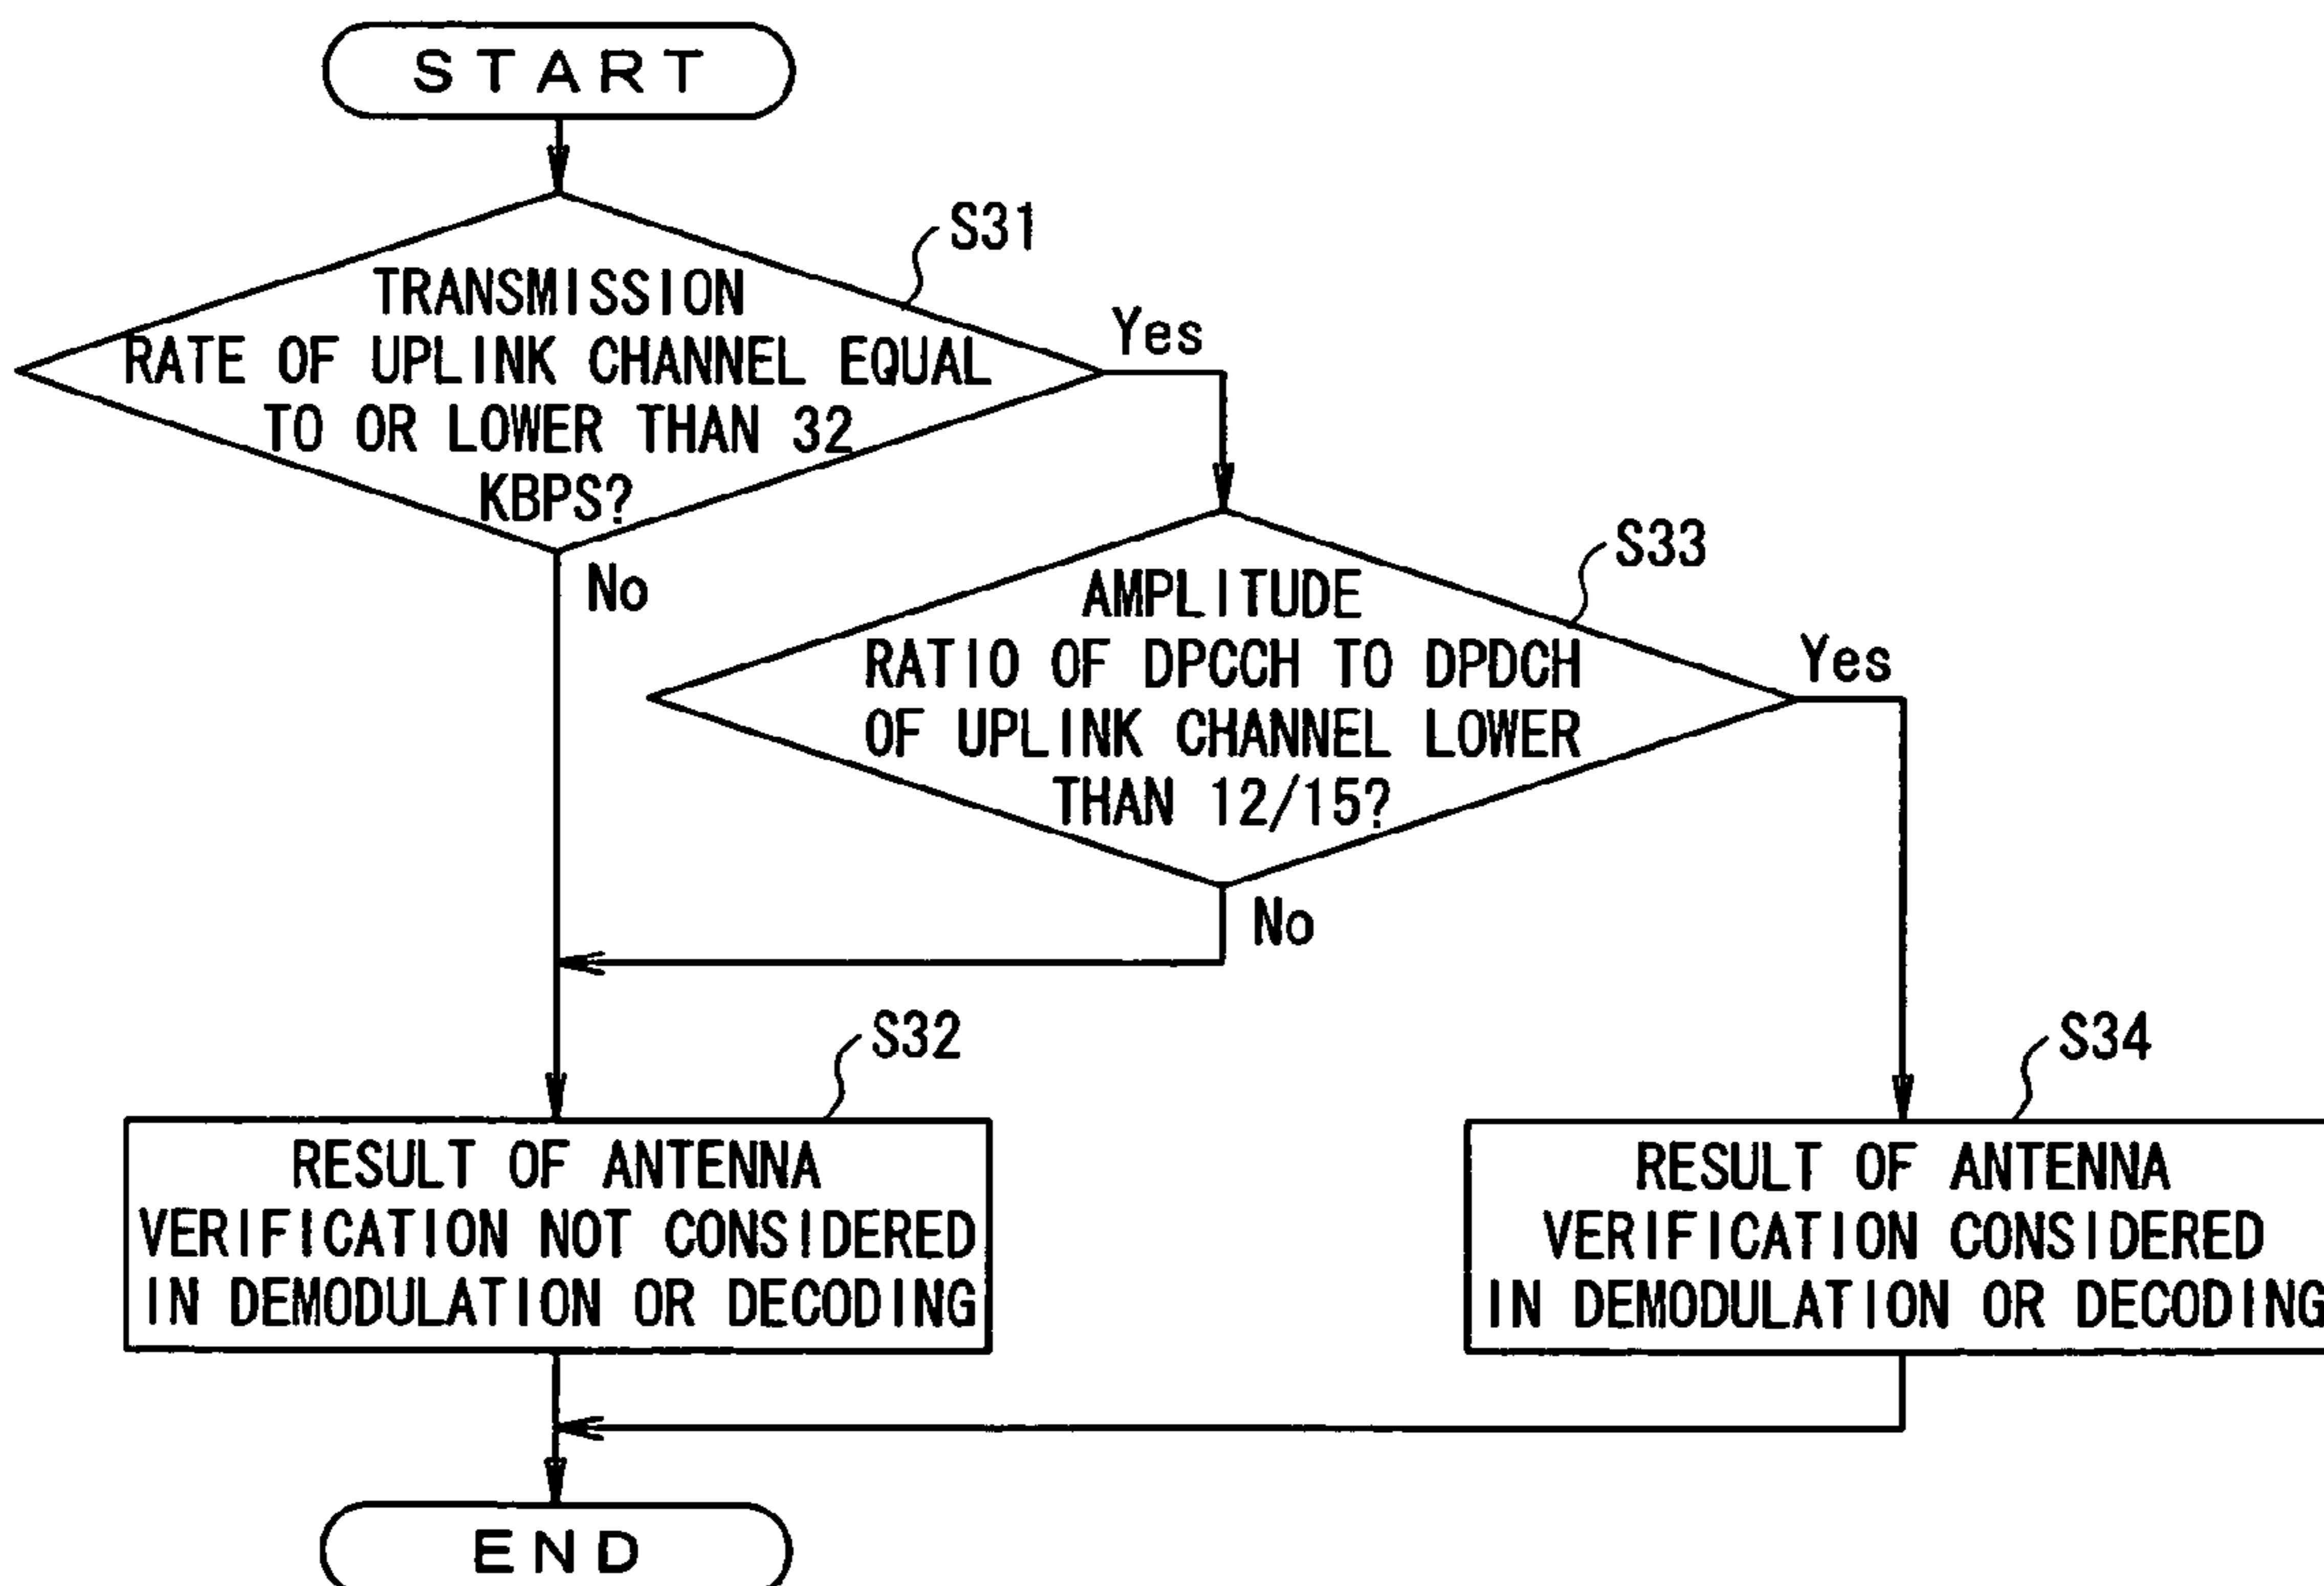 START
S31
TRANSMISSION
RATE OF UPLINK CHANNEL EQUAL
TO OR LOWER THAN 32
KBPS?
Yes
No
S33
AMPLITUDE
RATIO OF DPCCH TO DPDCH
OF UPLINK CHANNEL LOWER
THAN 12/15?
Yes
No
S32
RESULT OF ANTENNA
VERIFICATION NOT CONSIDERED
IN DEMODULATION OR DECODING
S34
RESULT OF ANTENNA
VERIFICATION CONSIDERED
IN DEMODULATION OR DECODING
END